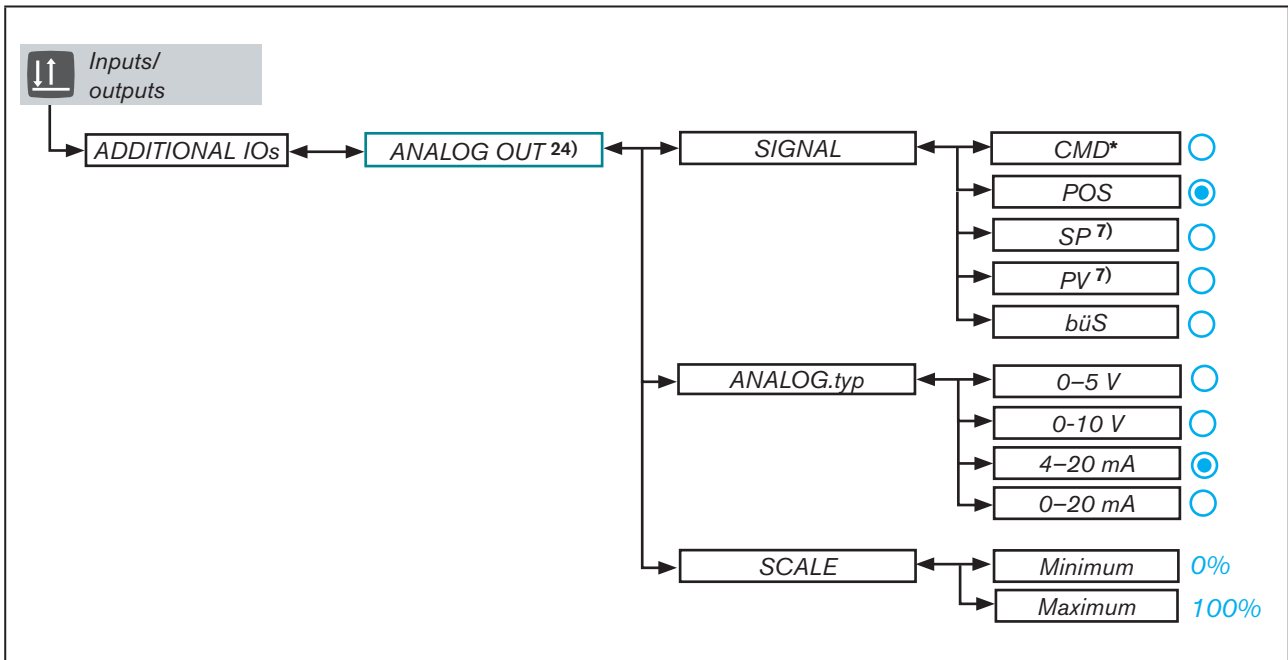 Inputs/
outputs
ADDITIONAL IOs
ANALOG OUT 24)
SIGNAL
CMD*
POS
SP 7)
PV 7)
büS
ANALOG.typ
0–5 V
0-10 V
4–20 mA
0–20 mA
SCALE
Minimum 0%
Maximum 100%